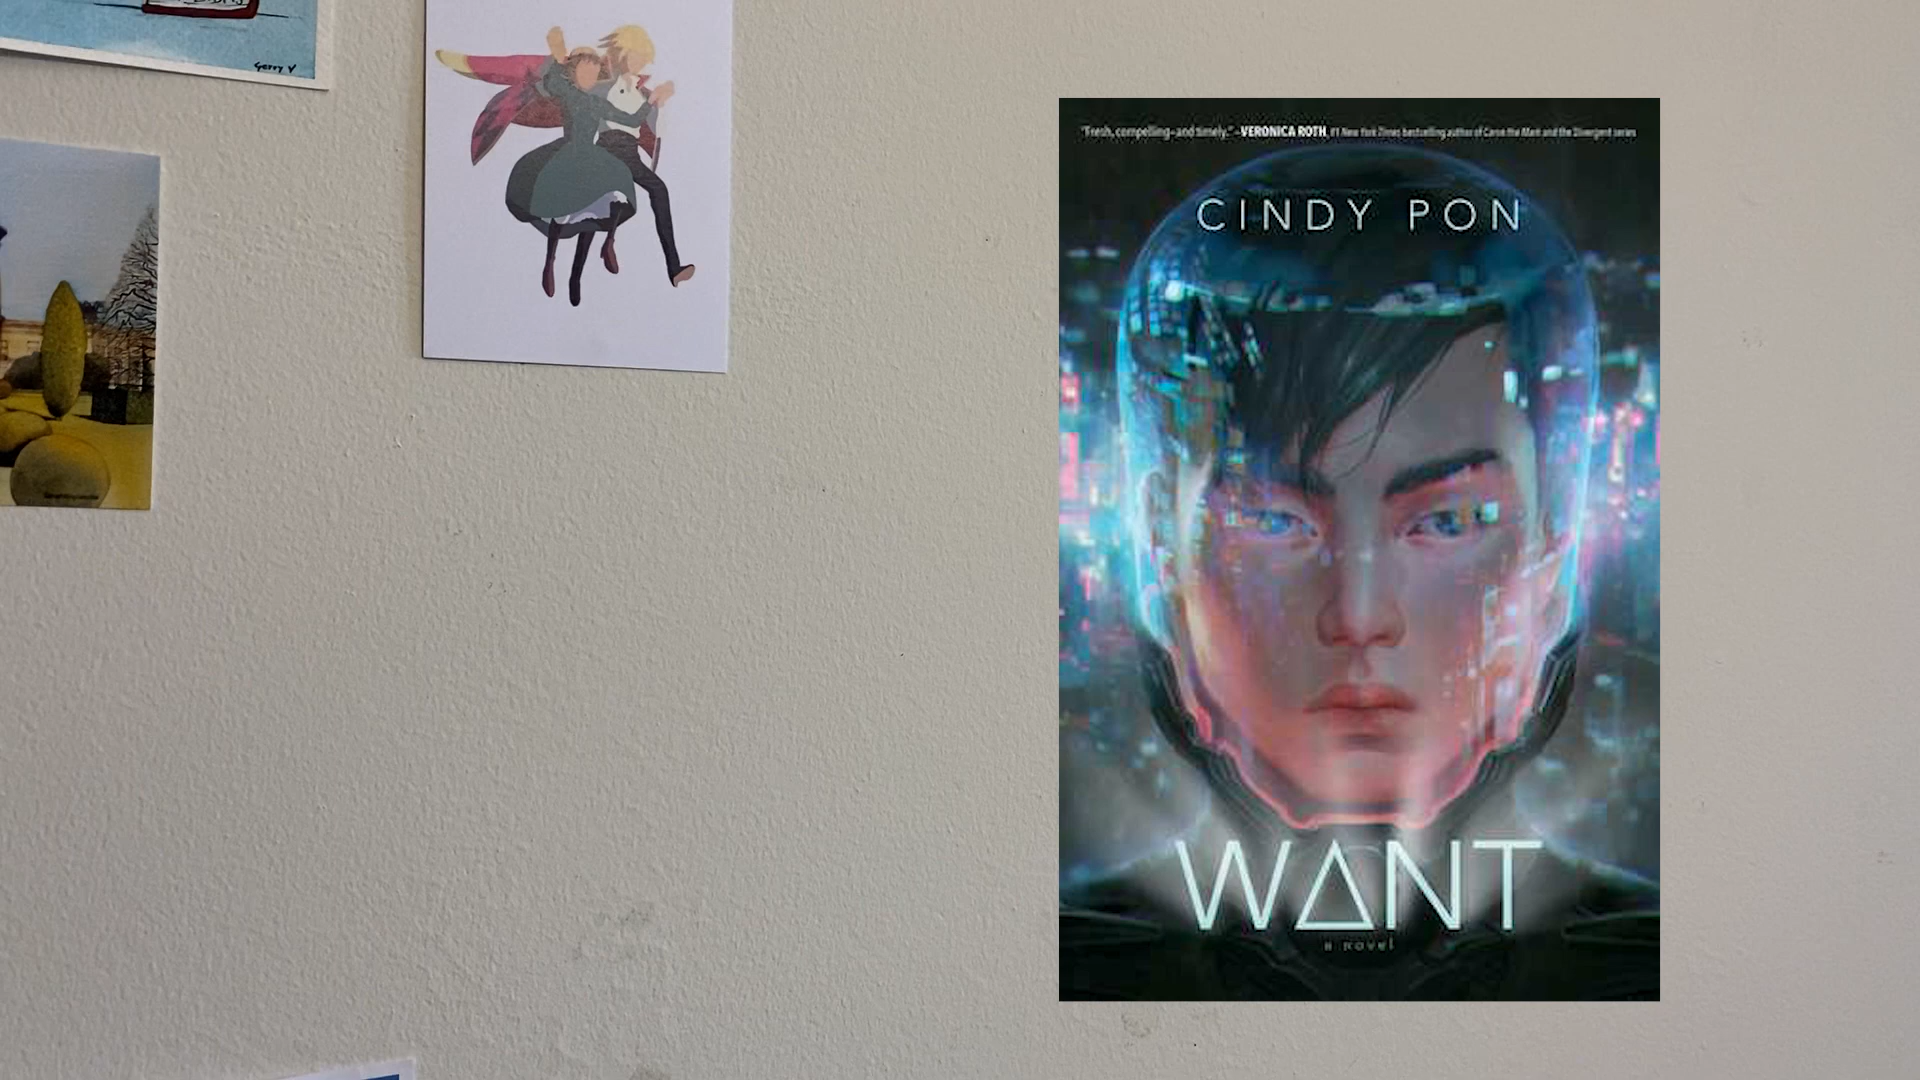 Gerry V
"Fresh, compelling—and timely." —VERONICA ROTH, #1 New York Times bestselling author of Carve the Mark and the Divergent series
CINDY PON
WANT
a novel